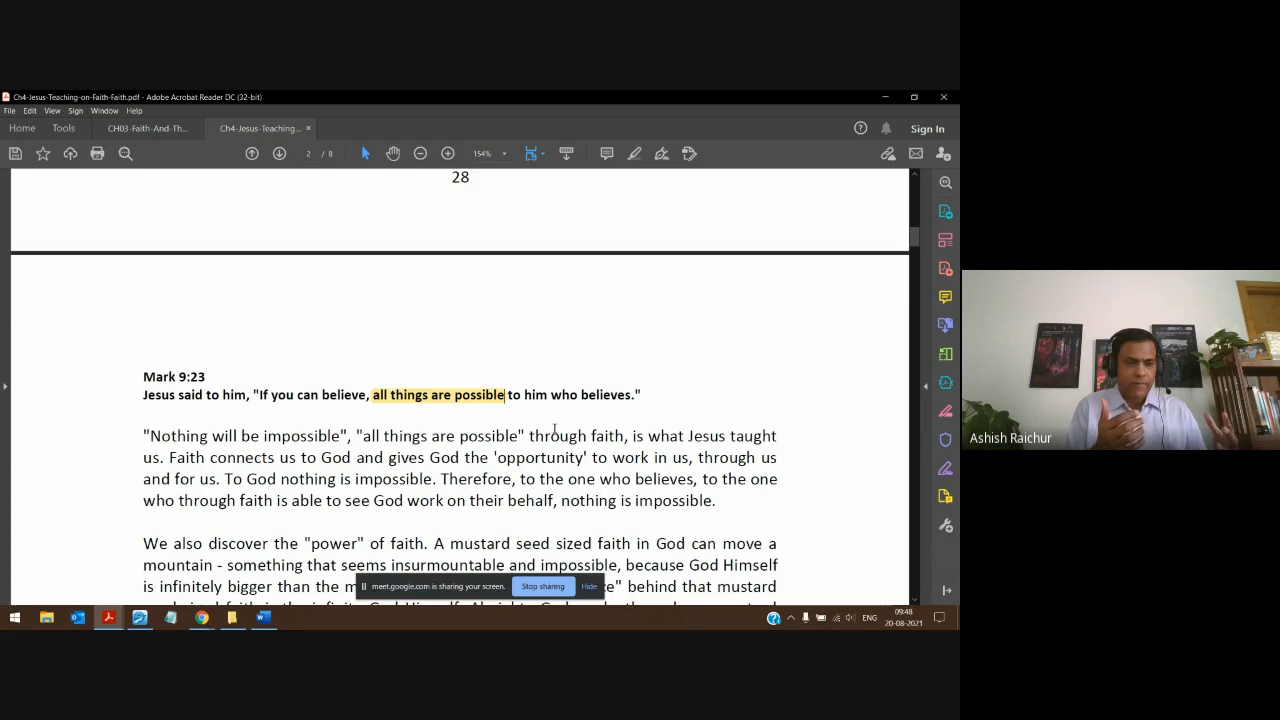 Ch4-Jesus-Teaching-on-Faith-Faith.pdf - Adobe Acrobat Reader DC (32-bit)
File Edit View Sign Window Help
Home Tools CH03-Faith-And-Th... Ch4-Jesus-Teaching... × Sign In
2 / 8 154%
28
Mark 9:23
Jesus said to him, "If you can believe, all things are possible to him who believes."
"Nothing will be impossible", "all things are possible" through faith, is what Jesus taught
us. Faith connects us to God and gives God the 'opportunity' to work in us, through us
and for us. To God nothing is impossible. Therefore, to the one who believes, to the one
who through faith is able to see God work on their behalf, nothing is impossible.
We also discover the "power" of faith. A mustard seed sized faith in God can move a
mountain - something that seems insurmountable and impossible, because God Himself
is infinitely bigger than the m
" behind that mustard
meet.google.com is sharing your screen. Stop sharing Hide
ENG
09:48
20-08-2021
Ashish Raichur